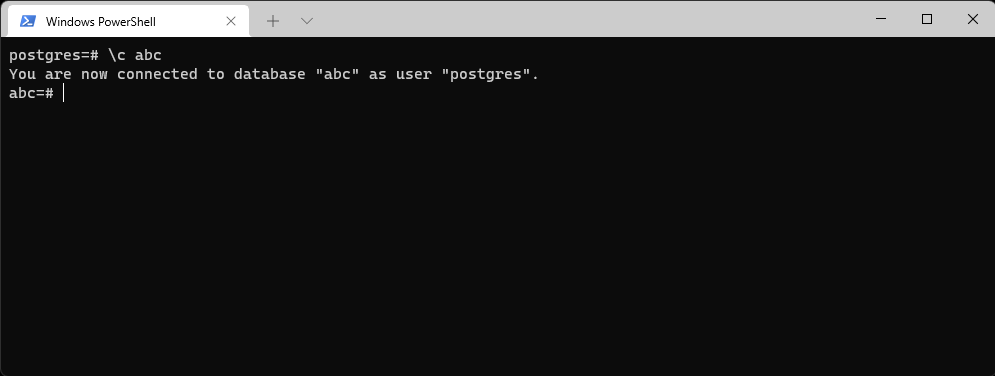 Windows PowerShell
postgres=# \c abc
You are now connected to database "abc" as user "postgres".
abc=#